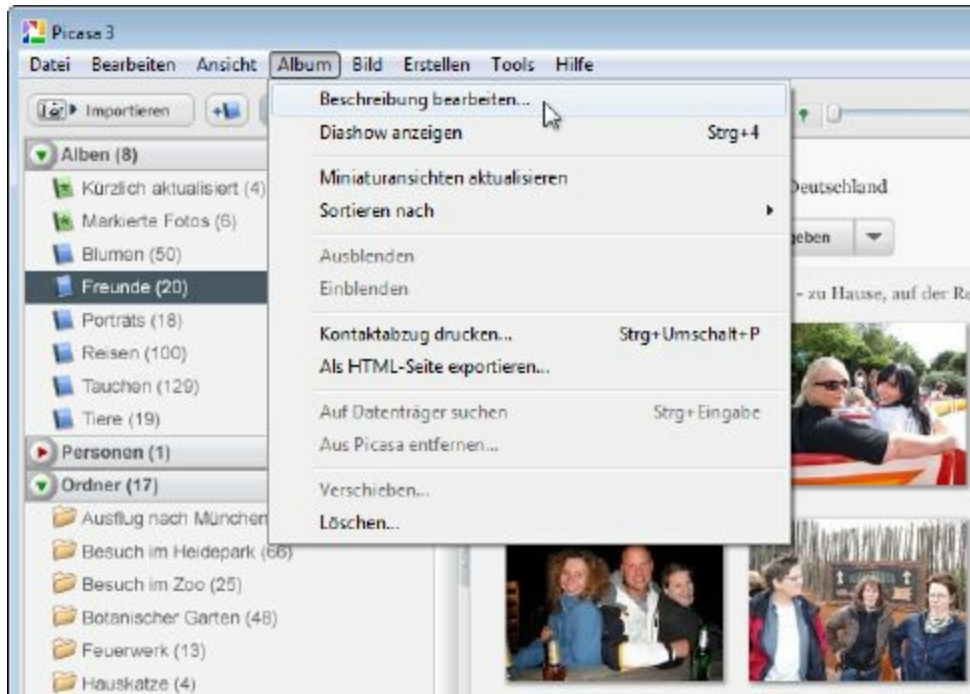 Picasa 3
Datei Bearbeiten Ansicht Album Bild Erstellen Tools Hilfe
Importieren
Beschreibung bearbeiten...
Diashow anzeigen Strg+4
Miniaturansichten aktualisieren
Sortieren nach
Ausblenden
Einblenden
Kontaktabzug drucken... Strg+Umschalt+P
Als HTML-Seite exportieren...
Auf Datenträger suchen Strg+Eingabe
Aus Picasa entfernen...
Verschieben...
Löschen...
Alben (8)
Kürzlich aktualisiert (4)
Markierte Fotos (6)
Blumen (50)
Freunde (20)
Porträts (18)
Reisen (100)
Tauchen (129)
Tiere (19)
Personen (1)
Ordner (17)
Ausflug nach München
Besuch im Heidepark (66)
Besuch im Zoo (25)
Botanischer Garten (48)
Feuerwerk (13)
Hauskatze (4)
Deutschland
geben
- zu Hause, auf der Re